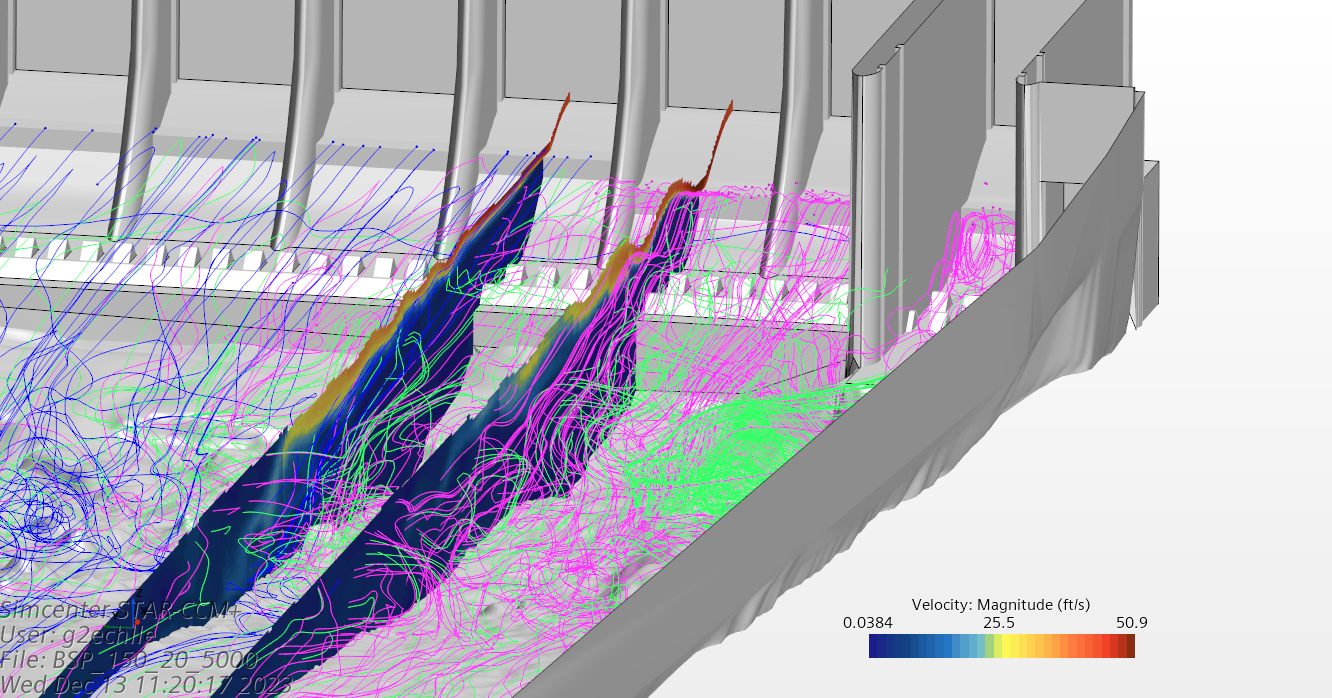 Simcenter STAR-CCM+
User: g2echlle
File: BSP_150_20_5000
Wed Dec 13 11:20:17 2023
Velocity: Magnitude (ft/s)
0.0384 25.5 50.9